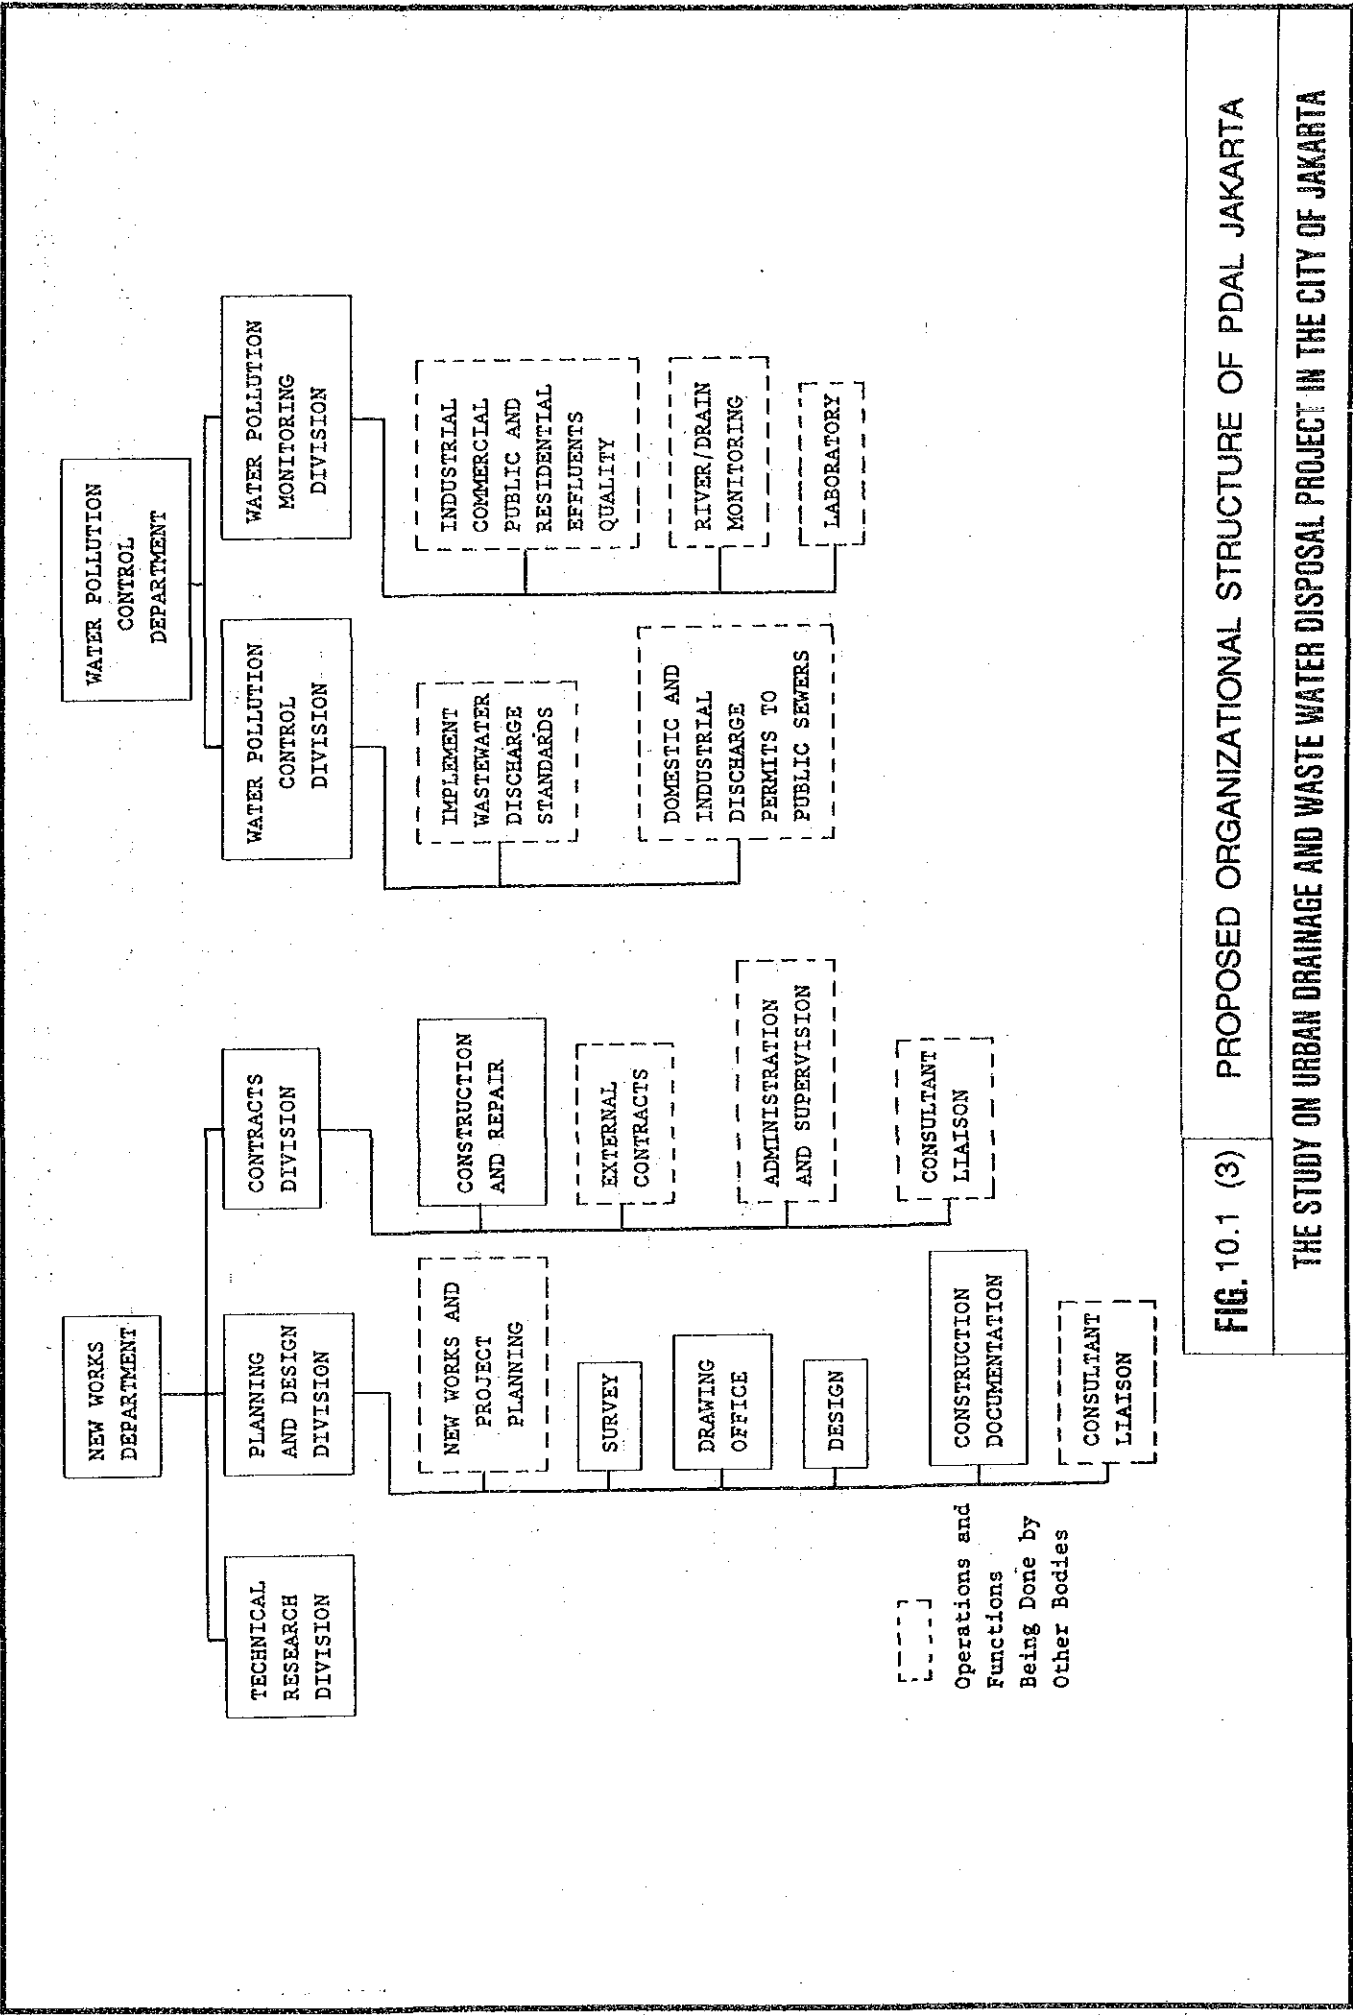 NEW WORKS
DEPARTMENT
TECHNICAL
RESEARCH
DIVISION
PLANNING
AND DESIGN
DIVISION
NEW WORKS AND
PROJECT
PLANNING
SURVEY
DRAWING
OFFICE
DESIGN
CONSTRUCTION
DOCUMENTATION
CONSULTANT
LIAISON
CONTRACTS
DIVISION
CONSTRUCTION
AND REPAIR
EXTERNAL
CONTRACTS
ADMINISTRATION
AND SUPERVISION
CONSULTANT
LIAISON
WATER POLLUTION
CONTROL
DEPARTMENT
WATER POLLUTION
CONTROL
DIVISION
IMPLEMENT
WASTEWATER
DISCHARGE
STANDARDS
DOMESTIC AND
INDUSTRIAL
DISCHARGE
PERMITS TO
PUBLIC SEWERS
WATER POLLUTION
MONITORING
DIVISION
INDUSTRIAL
COMMERCIAL
PUBLIC AND
RESIDENTIAL
EFFLUENTS
QUALITY
RIVER/DRAIN
MONITORING
LABORATORY
Operations and
Functions
Being Done by
Other Bodies
FIG. 10.1 (3) PROPOSED ORGANIZATIONAL STRUCTURE OF PDAL JAKARTA
THE STUDY ON URBAN DRAINAGE AND WASTE WATER DISPOSAL PROJECT IN THE CITY OF JAKARTA